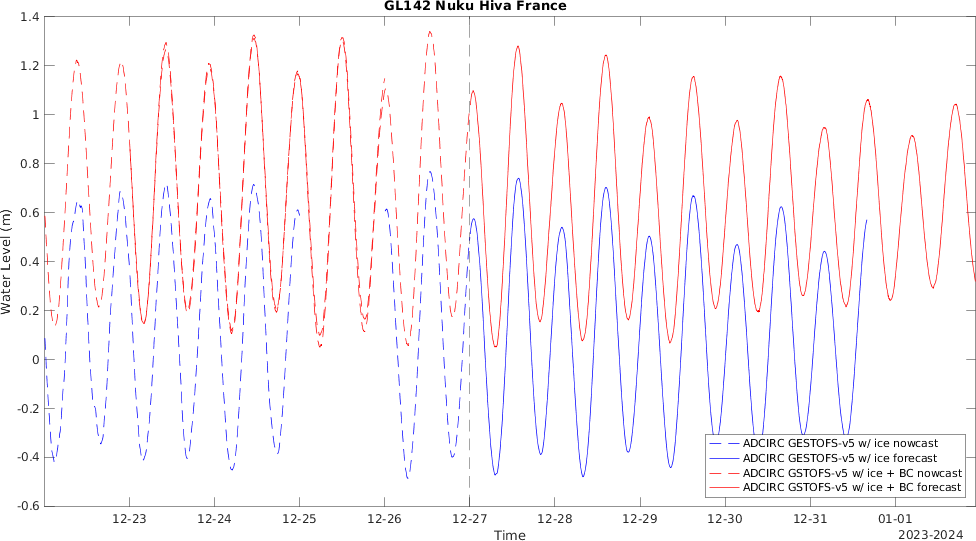 GL142 Nuku Hiva France
1.4
1.2
1
0.8
0.6
0.4
0.2
0
-0.2
-0.4
-0.6
Water Level (m)
ADCIRC GESTOFS-v5 w/ ice nowcast
ADCIRC GESTOFS-v5 w/ ice forecast
ADCIRC GSTOFS-v5 w/ ice + BC nowcast
ADCIRC GSTOFS-v5 w/ ice + BC forecast
12-23 12-24 12-25 12-26 12-27 12-28 12-29 12-30 12-31 01-01
Time
2023-2024